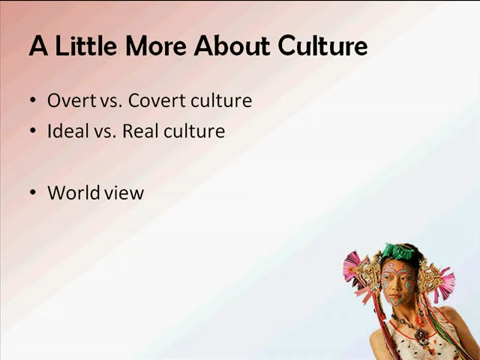 A Little More About Culture
• Overt vs. Covert culture
• Ideal vs. Real culture
• World view